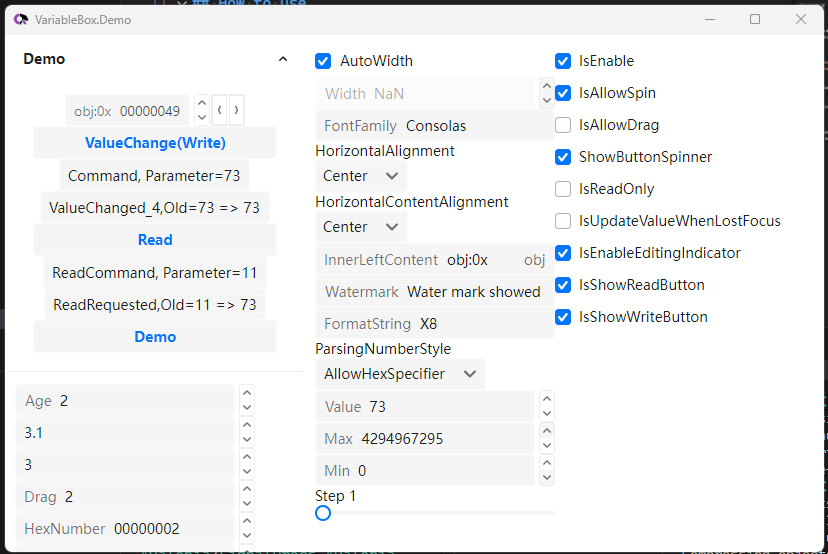 ## How to use
VariableBox.Demo
Demo
obj:0x 00000049
ValueChange(Write)
Command, Parameter=73
ValueChanged_4,Old=73 => 73
Read
ReadCommand, Parameter=11
ReadRequested,Old=11 => 73
Demo
Age 2
3.1
3
Drag 2
HexNumber 00000002
AutoWidth
Width NaN
FontFamily Consolas
HorizontalAlignment
Center
HorizontalContentAlignment
Center
InnerLeftContent obj:0x obj
Watermark Water mark showed
FormatString X8
ParsingNumberStyle
AllowHexSpecifier
Value 73
Max 4294967295
Min 0
Step 1
IsEnable
IsAllowSpin
IsAllowDrag
ShowButtonSpinner
IsReadOnly
IsUpdateValueWhenLostFocus
IsEnableEditingIndicator
IsShowReadButton
IsShowWriteButton